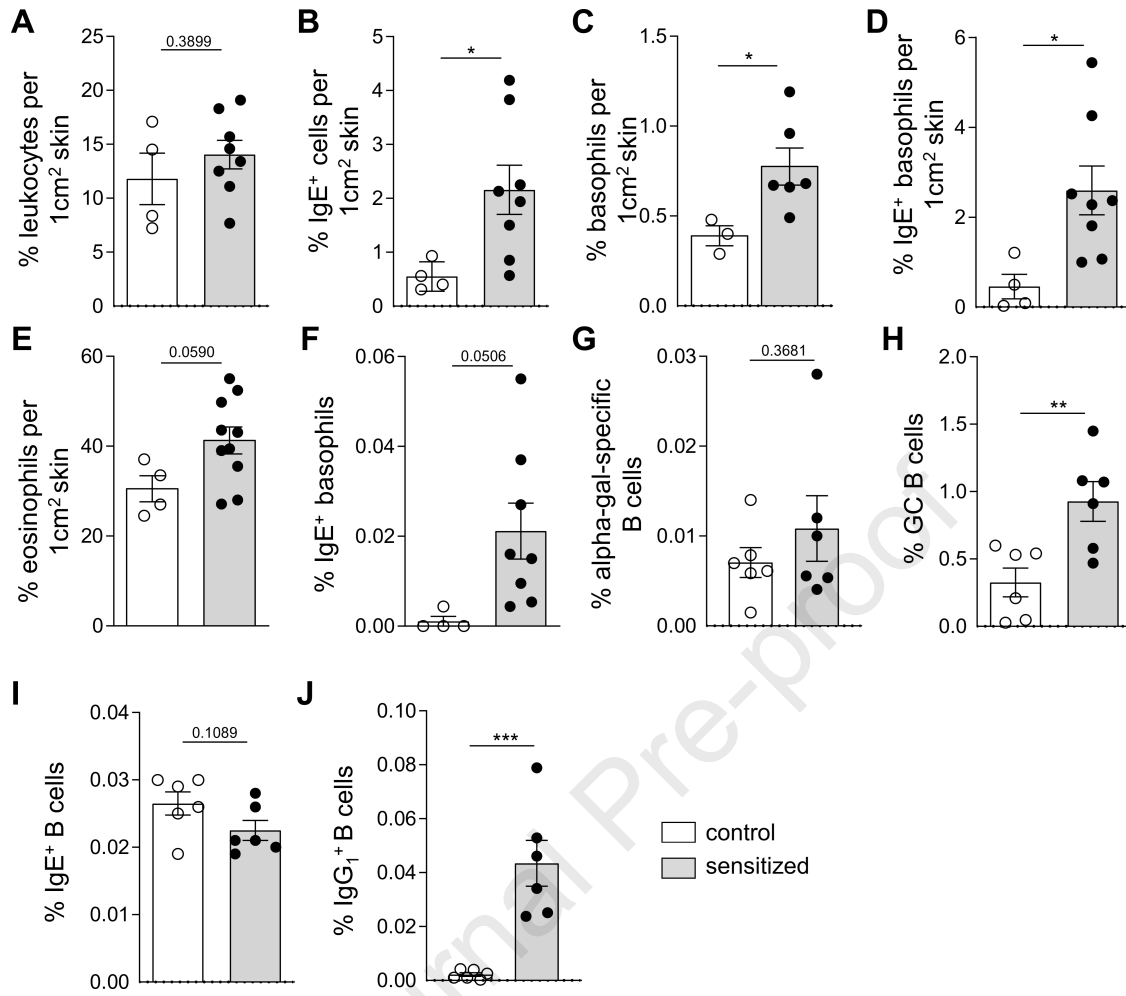 A
% leukocytes per
1cm² skin
25
20
15
10
5
0
0.3899
B
% IgE⁺ cells per
1cm² skin
5
4
3
2
1
0
*
C
% basophils per
1cm² skin
1.5
1.0
0.5
0.0
*
D
% IgE⁺ basophils per
1cm² skin
6
4
2
0
*
E
% eosinophils per
1cm² skin
60
40
20
0
0.0590
F
% IgE⁺ basophils
0.06
0.04
0.02
0.00
0.0506
G
% alpha-gal-specific
B cells
0.03
0.02
0.01
0.00
0.3681
H
% GC B cells
2.0
1.5
1.0
0.5
0.0
**
I
% IgE⁺ B cells
0.04
0.03
0.02
0.01
0.00
0.1089
J
% IgG₁⁺ B cells
0.10
0.08
0.06
0.04
0.02
0.00
***
control
sensitized
rnal Pre-proof